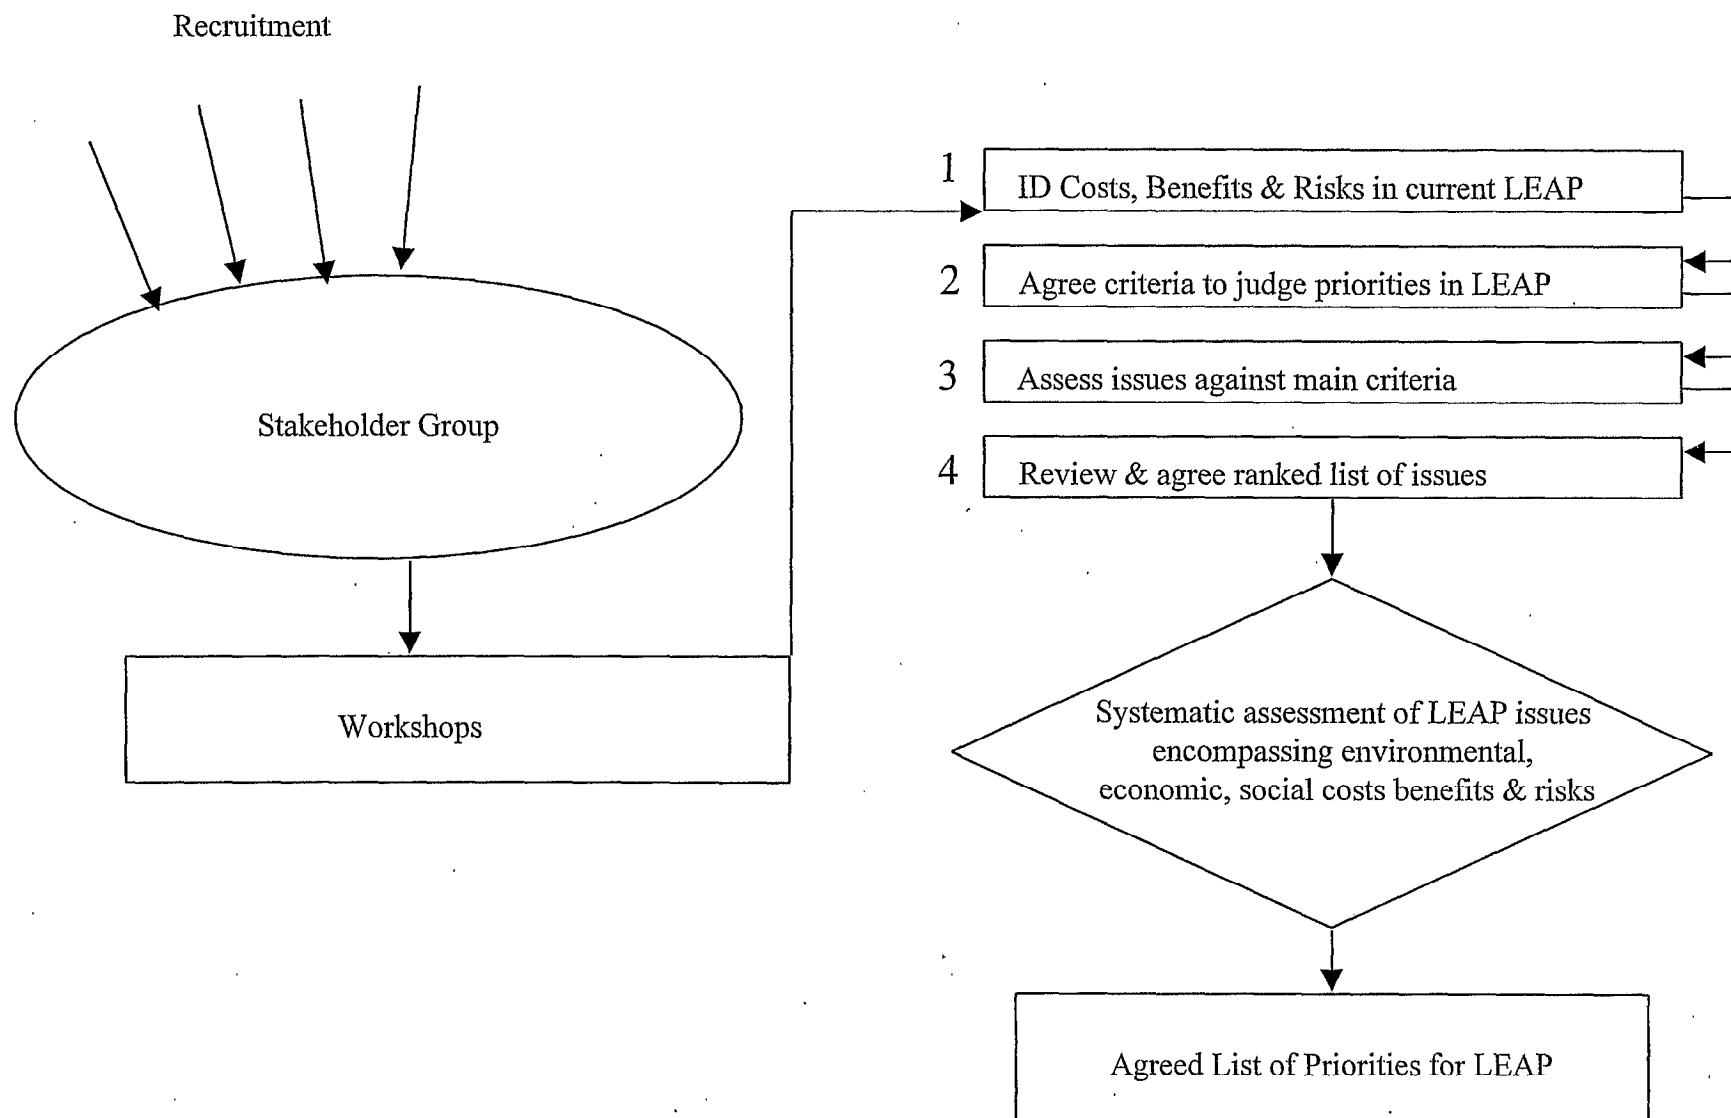 Recruitment
Stakeholder Group
Workshops
1
ID Costs, Benefits & Risks in current LEAP
2
Agree criteria to judge priorities in LEAP
3
Assess issues against main criteria
4
Review & agree ranked list of issues
Systematic assessment of LEAP issues
encompassing environmental,
economic, social costs benefits & risks
Agreed List of Priorities for LEAP